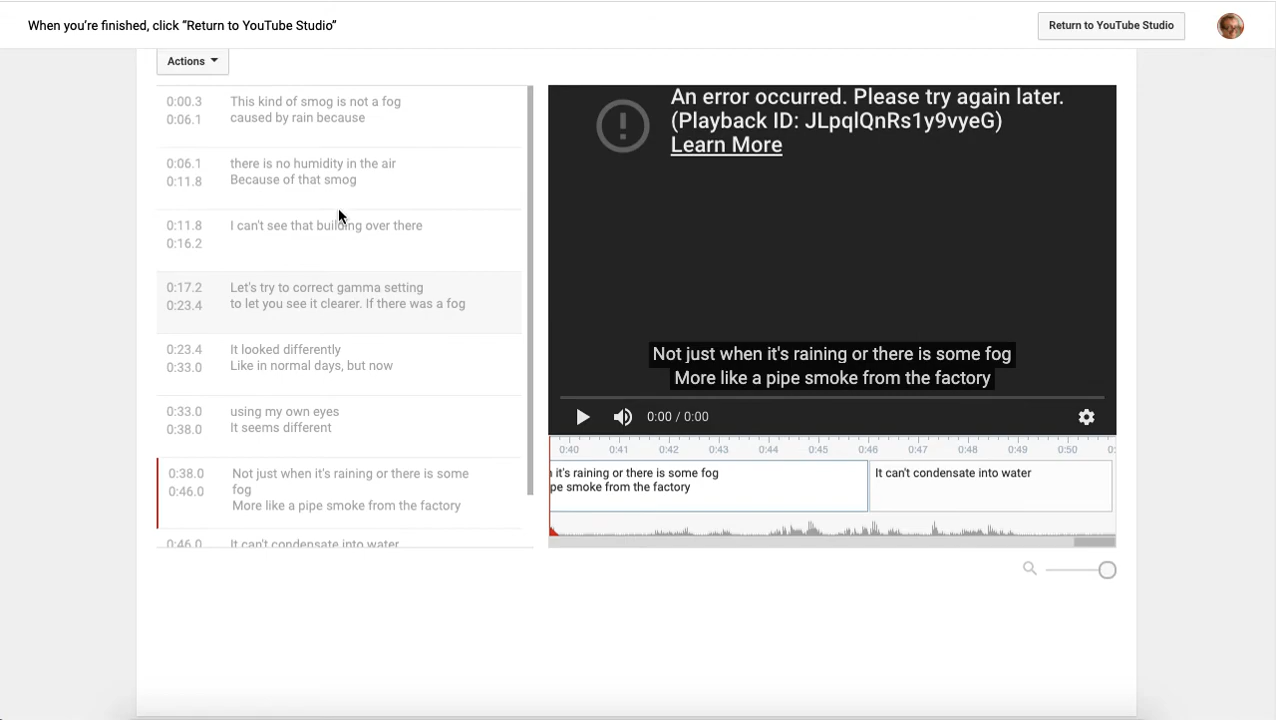 When you're finished, click “Return to YouTube Studio”
Return to YouTube Studio
Actions
0:00.3 This kind of smog is not a fog
0:06.1 caused by rain because
0:06.1 there is no humidity in the air
0:11.8 Because of that smog
0:11.8 I can't see that building over there
0:16.2
0:17.2 Let's try to correct gamma setting
0:23.4 to let you see it clearer. If there was a fog
0:23.4 It looked differently
0:33.0 Like in normal days, but now
0:33.0 using my own eyes
0:38.0 It seems different
0:38.0 Not just when it's raining or there is some
0:46.0 fog
More like a pipe smoke from the factory
0:46.0 It can't condensate into water
An error occurred. Please try again later.
(Playback ID: JLpqlQnRs1y9vyeG)
Learn More
Not just when it's raining or there is some fog
More like a pipe smoke from the factory
0:00 / 0:00
0:40 0:41 0:42 0:43 0:44 0:45 0:46 0:47 0:48 0:49 0:50 0:
it's raining or there is some fog
pe smoke from the factory
It can't condensate into water